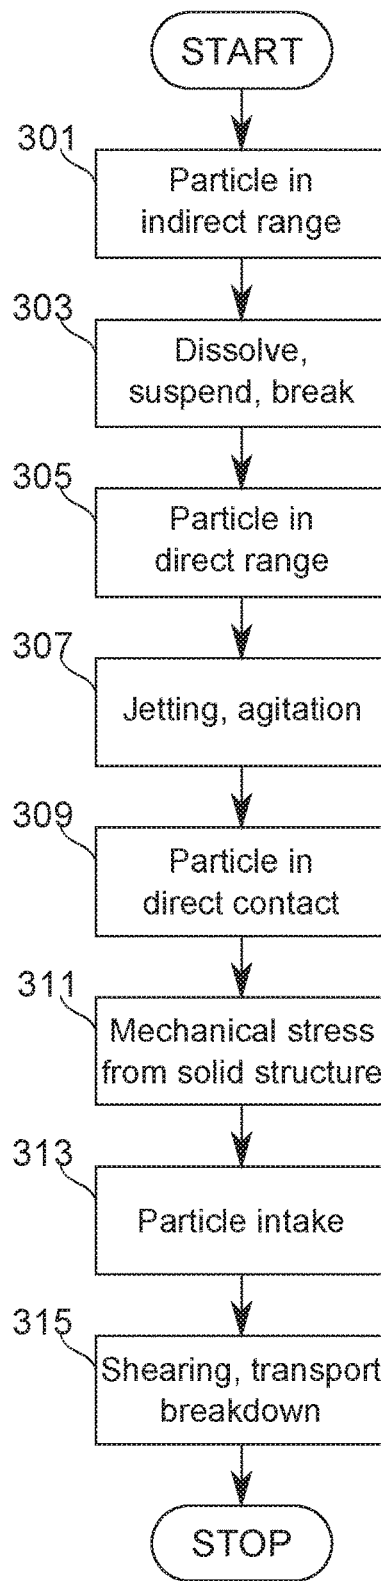 START
301
Particle in
indirect range
303
Dissolve,
suspend, break
305
Particle in
direct range
307
Jetting, agitation
309
Particle in
direct contact
311
Mechanical stress
from solid structure
313
Particle intake
315
Shearing, transport
breakdown
STOP